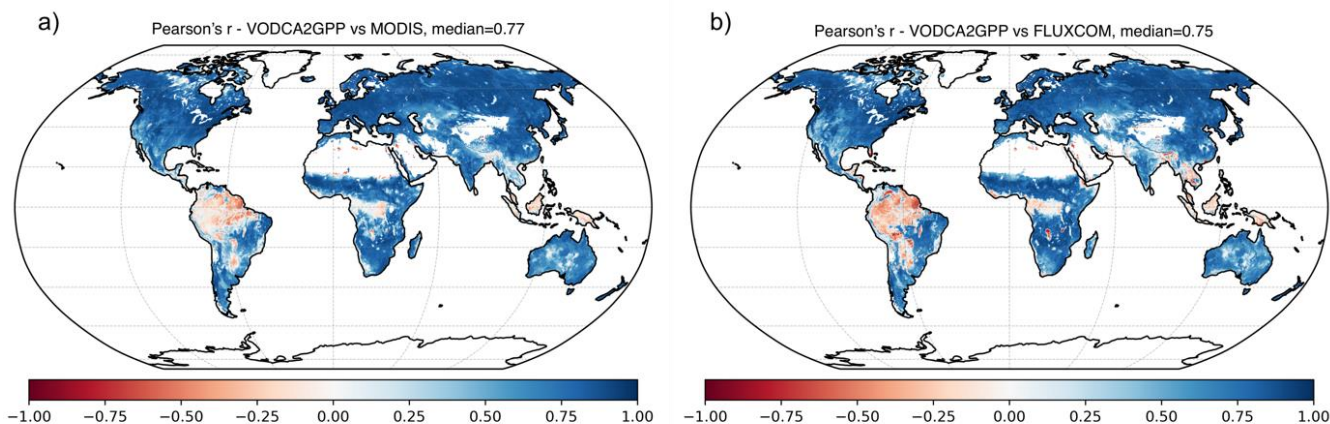 a)
Pearson's r - VODCA2GPP vs MODIS, median=0.77
−1.00 −0.75 −0.50 −0.25 0.00 0.25 0.50 0.75 1.00
b)
Pearson's r - VODCA2GPP vs FLUXCOM, median=0.75
−1.00 −0.75 −0.50 −0.25 0.00 0.25 0.50 0.75 1.00